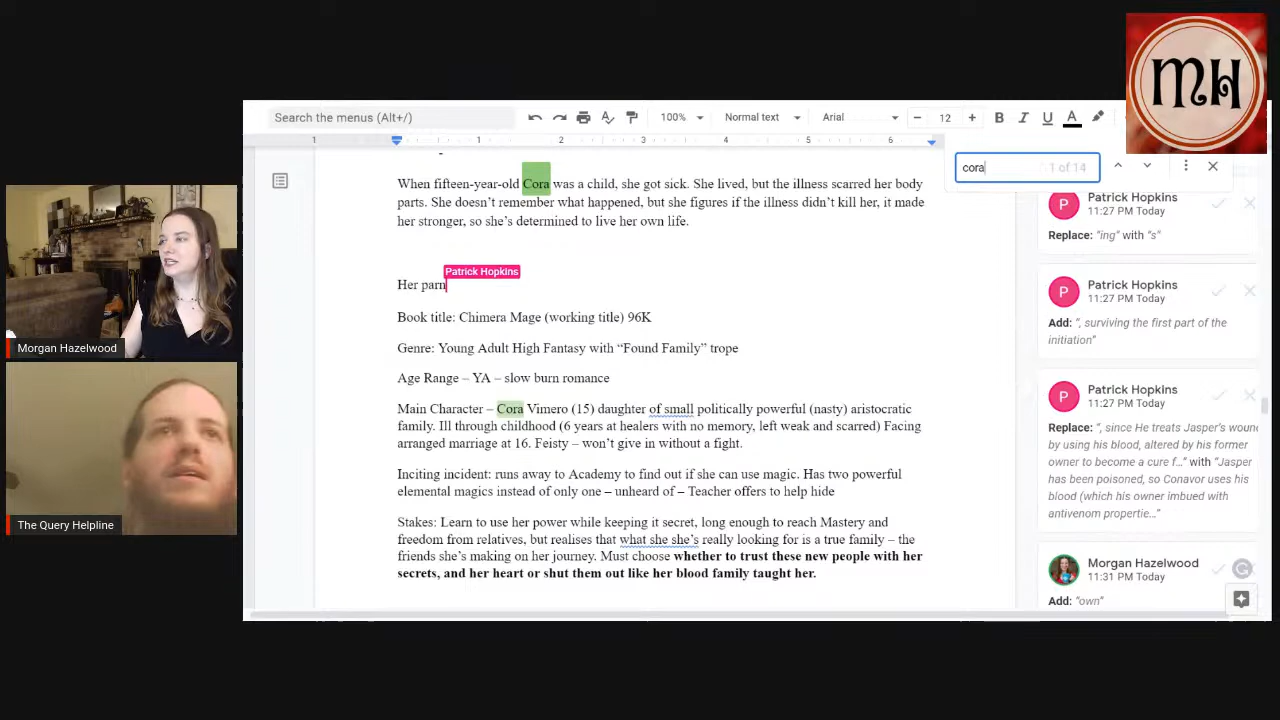 MH
Search the menus (Alt+/)
100%
Normal text
Arial
12
B I U A
1 1 2 3 4 5 6
cora 1 of 14
When fifteen-year-old Cora was a child, she got sick. She lived, but the illness scarred her body
parts. She doesn't remember what happened, but she figures if the illness didn't kill her, it made
her stronger, so she's determined to live her own life.
Patrick Hopkins
Her parn
Book title: Chimera Mage (working title) 96K
Genre: Young Adult High Fantasy with “Found Family” trope
Age Range – YA – slow burn romance
Main Character – Cora Vimero (15) daughter of small politically powerful (nasty) aristocratic
family. Ill through childhood (6 years at healers with no memory, left weak and scarred) Facing
arranged marriage at 16. Feisty – won't give in without a fight.
Inciting incident: runs away to Academy to find out if she can use magic. Has two powerful
elemental magics instead of only one – unheard of – Teacher offers to help hide
Stakes: Learn to use her power while keeping it secret, long enough to reach Mastery and
freedom from relatives, but realises that what she she's really looking for is a true family – the
friends she's making on her journey. Must choose whether to trust these new people with her
secrets, and her heart or shut them out like her blood family taught her.
P
Patrick Hopkins
11:27 PM Today
Replace: "ing" with "s"
P
Patrick Hopkins
11:27 PM Today
Add: ", surviving the first part of the
initiation"
P
Patrick Hopkins
11:27 PM Today
Replace: ", since He treats Jasper's wound
by using his blood, altered by his former
owner to become a cure f…" with "Jasper
has been poisoned, so Conavor uses his
blood (which his owner imbued with
antivenom propertie…"
Morgan Hazelwood
11:31 PM Today
Add: "own"
Morgan Hazelwood
The Query Helpline